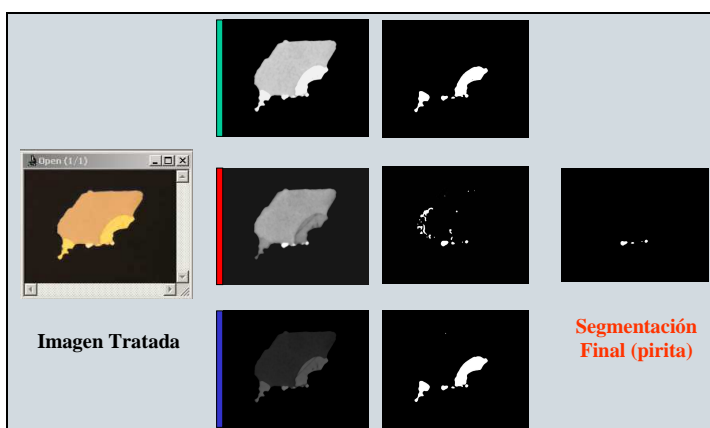 Open (1/1)
Imagen Tratada
Segmentación
Final (pirita)